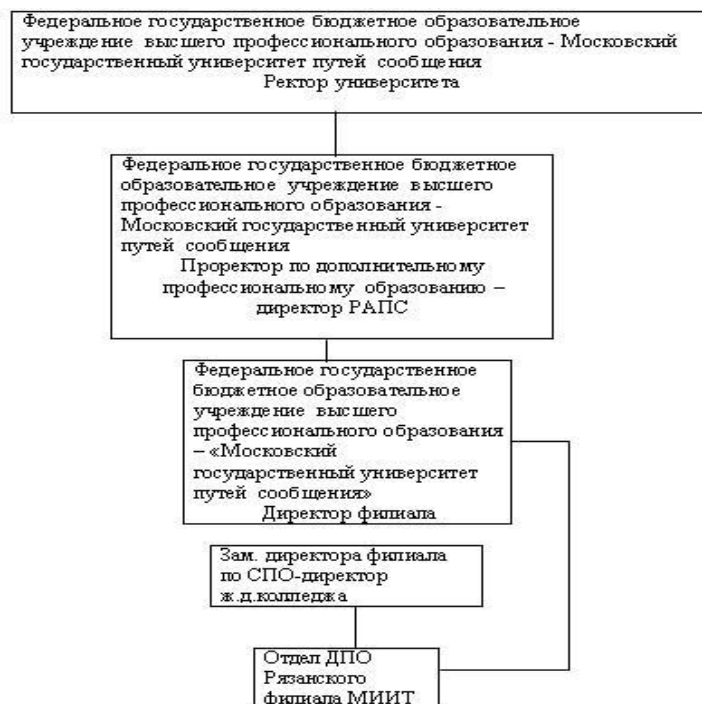 Федеральное государственное бюджетное образовательное
учреждение высшего профессионального образования - Московский
государственный университет путей сообщения
Ректор университета
Федеральное государственное бюджетное
образовательное учреждение высшего
профессионального образования -
Московский государственный университет
путей сообщения
Проректор по дополнительному
профессиональному образованию –
директор РАПС
Федеральное государственное
бюджетное образовательное
учреждение высшего
профессионального образования
– «Московский
государственный университет
путей сообщения»
Директор филиала
Зам. директора филиала
по СПО-директор
ж.д.колледжа
Отдел ДПО
Рязанского
филиала МИИТ